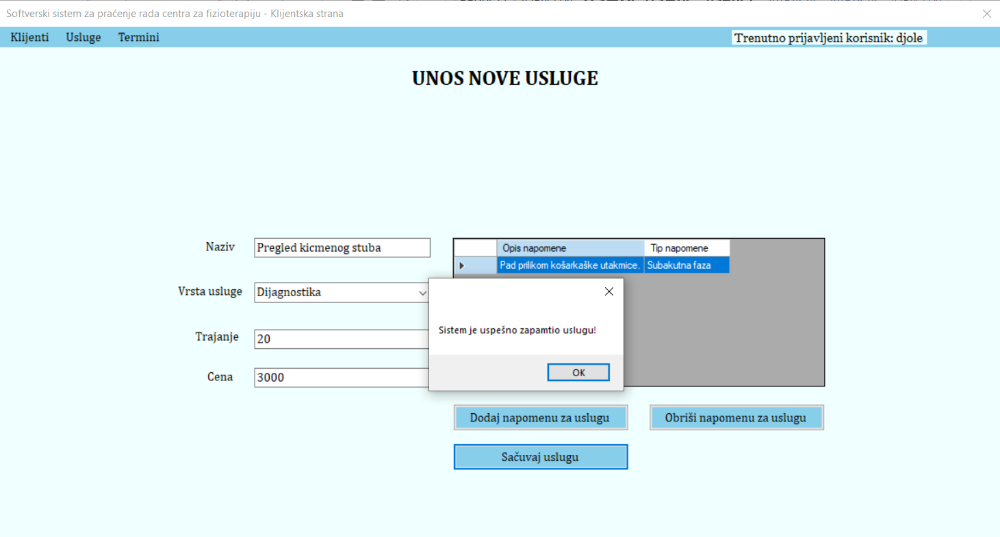 Softverski sistem za praćenje rada centra za fizioterapiju - Klijentska strana
Klijenti Usluge Termini Trenutno prijavljeni korisnik: djole
UNOS NOVE USLUGE
Naziv Pregled kicmenog stuba
Vrsta usluge Dijagnostika
Trajanje 20
Cena 3000
Opis napomene Tip napomene
Pad prilikom košarkaške utakmice. Subakutna faza
Sistem je uspešno zapamtio uslugu!
OK
Dodaj napomenu za uslugu Obriši napomenu za uslugu
Sačuvaj uslugu